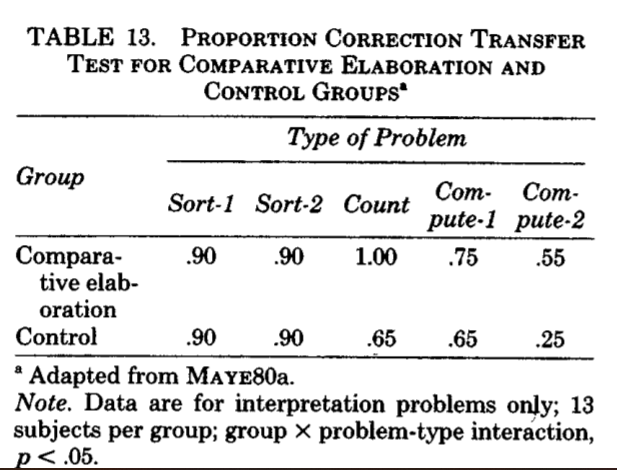 TABLE 13. PROPORTION CORRECTION TRANSFER
TEST FOR COMPARATIVE ELABORATION AND
CONTROL GROUPSª
Type of Problem
Group
Sort-1 Sort-2 Count Com-pute-1 Com-pute-2
Compara- .90 .90 1.00 .75 .55
tive elab-
oration
Control .90 .90 .65 .65 .25
ª Adapted from MAYE80a.
Note. Data are for interpretation problems only; 13
subjects per group; group × problem-type interaction,
p < .05.